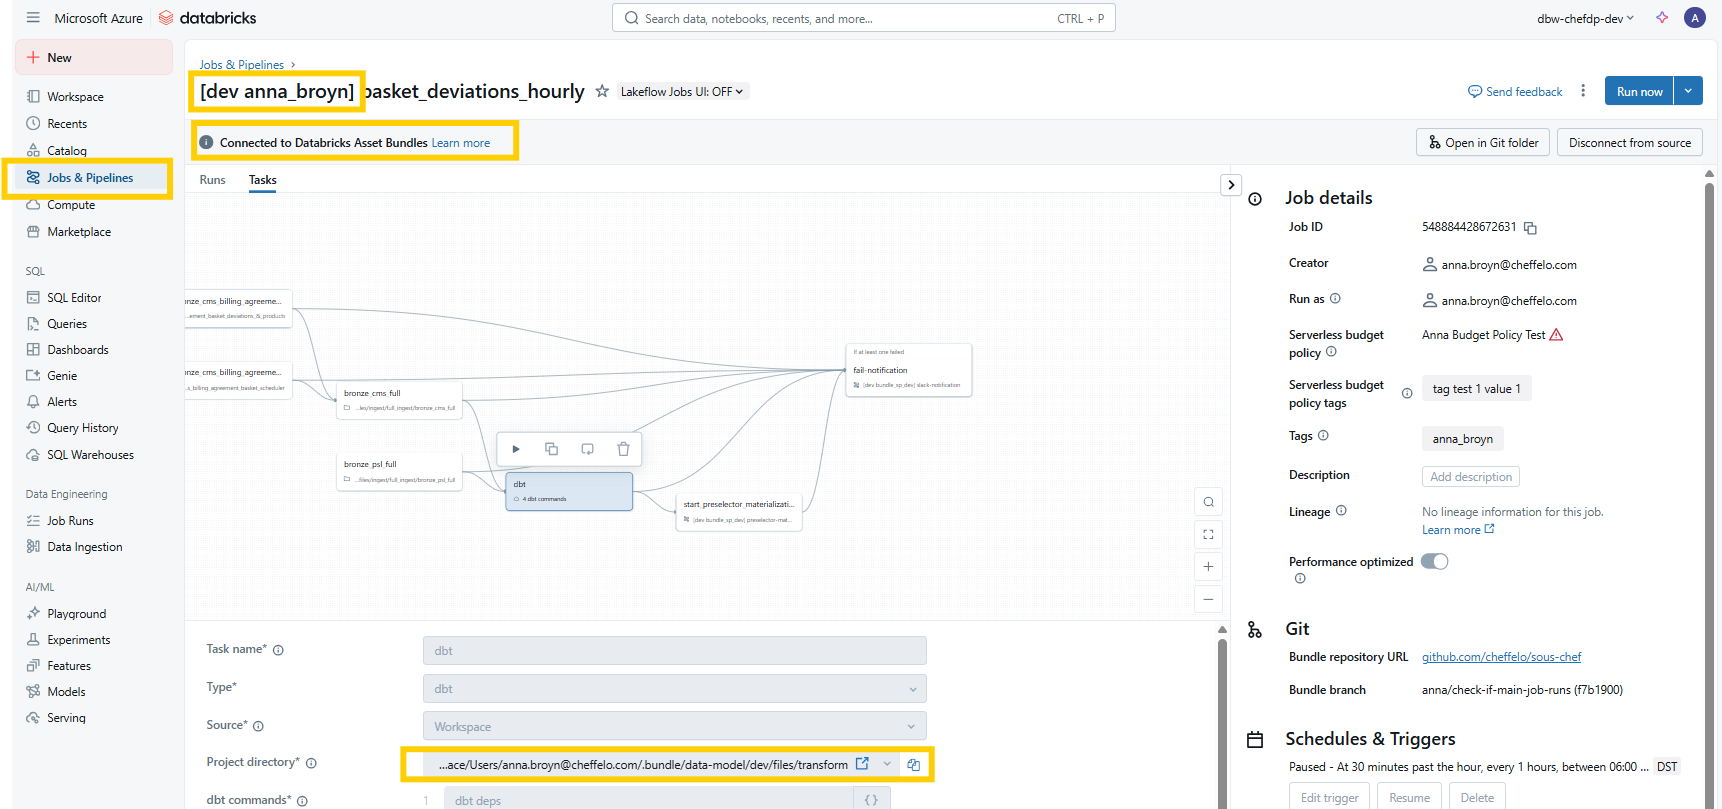 Microsoft Azure databricks
Search data, notebooks, recents, and more... CTRL + P
dbw-chefdp-dev
A
New
Workspace
Recents
Catalog
Jobs & Pipelines
Compute
Marketplace
SQL
SQL Editor
Queries
Dashboards
Genie
Alerts
Query History
SQL Warehouses
Data Engineering
Job Runs
Data Ingestion
AI/ML
Playground
Experiments
Features
Models
Serving
Jobs & Pipelines
[dev anna_broyn] basket_deviations_hourly
Lakeflow Jobs UI: OFF
Send feedback
Run now
Connected to Databricks Asset Bundles Learn more
Open in Git folder
Disconnect from source
Runs Tasks
nze_cms_billing_agreeme...
...ement_basket_deviations_&_products
nze_cms_billing_agreeme...
..s_billing_agreement_basket_scheduler
bronze_cms_full
...les/ingest/full_ingest/bronze_cms_full
bronze_psl_full
...files/ingest/full_ingest/bronze_psl_full
dbt
4 dbt commands
start_preselector_materializati...
[dev bundle_sp_dev] preselector-mat...
If at least one failed
fail-notification
[dev bundle_sp_dev] slack-notification
Task name* dbt
Type* dbt
Source* Workspace
Project directory* ...ace/Users/anna.broyn@cheffelo.com/.bundle/data-model/dev/files/transform
dbt commands* 1 dbt deps {}
Job details
Job ID 548884428672631
Creator anna.broyn@cheffelo.com
Run as anna.broyn@cheffelo.com
Serverless budget policy Anna Budget Policy Test
Serverless budget policy tags tag test 1 value 1
Tags anna_broyn
Description Add description
Lineage No lineage information for this job.
Learn more
Performance optimized
Git
Bundle repository URL github.com/cheffelo/sous-chef
Bundle branch anna/check-if-main-job-runs (f7b1900)
Schedules & Triggers
Paused - At 30 minutes past the hour, every 1 hours, between 06:00 ... DST
Edit trigger Resume Delete